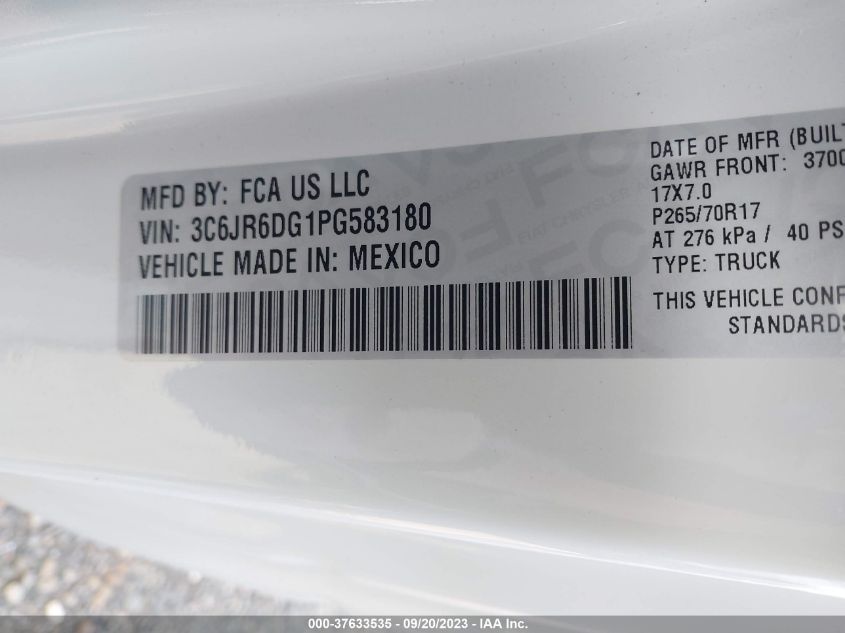 MFD BY: FCA US LLC
VIN: 3C6JR6DG1PG583180
VEHICLE MADE IN: MEXICO
DATE OF MFR (BUILT
GAWR FRONT: 3700
17X7.0
P265/70R17
AT 276 kPa / 40 PS
TYPE: TRUCK
THIS VEHICLE CONF
STANDARDS
000-37633535 - 09/20/2023 - IAA Inc.